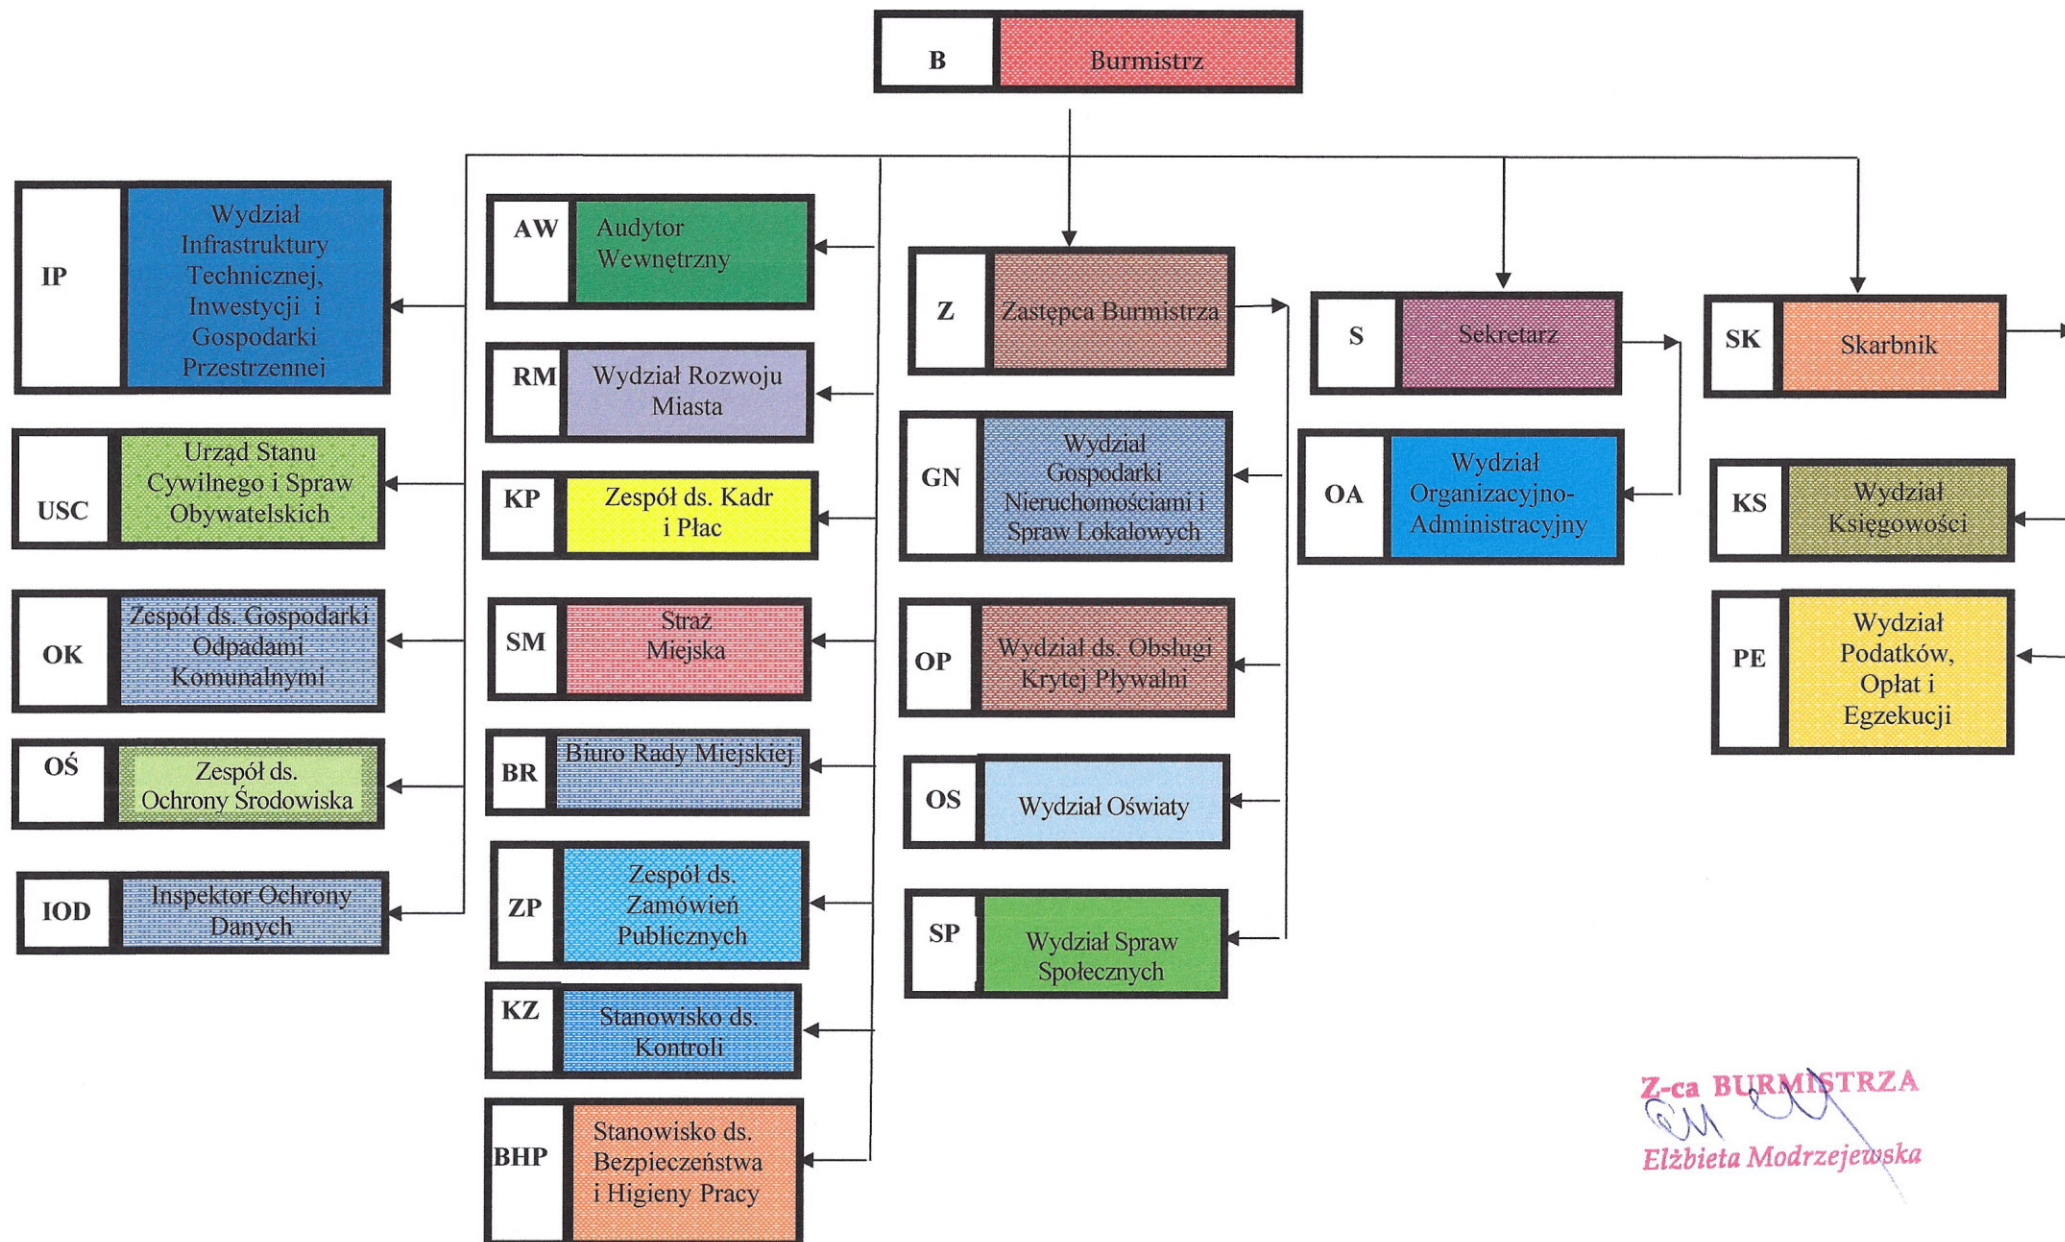 B
Burmistrz
IP
Wydział
Infrastruktury
Technicznej,
Inwestycji i
Gospodarki
Przestrzennej
USC
Urząd Stanu
Cywilnego i Spraw
Obywatelskich
OK
Zespół ds. Gospodarki
Odpadami
Komunalnymi
OŚ
Zespół ds.
Ochrony Środowiska
IOD
Inspektor Ochrony
Danych
AW
Audytor
Wewnętrzny
RM
Wydział Rozwoju
Miasta
KP
Zespół ds. Kadr
i Płac
SM
Straż
Miejska
BR
Biuro Rady Miejskiej
ZP
Zespół ds.
Zamówień
Publicznych
KZ
Stanowisko ds.
Kontroli
BHP
Stanowisko ds.
Bezpieczeństwa
i Higieny Pracy
Z
Zastępca Burmistrza
GN
Wydział
Gospodarki
Nieruchomościami i
Spraw Lokalowych
OP
Wydział ds. Obsługi
Krytej Pływalni
OS
Wydział Oświaty
SP
Wydział Spraw
Społecznych
S
Sekretarz
OA
Wydział
Organizacyjno-
Administracyjny
SK
Skarbnik
KS
Wydział
Księgowości
PE
Wydział
Podatków,
Opłat i
Egzekucji
Z-ca BURMISTRZA
Elżbieta Modrzejewska